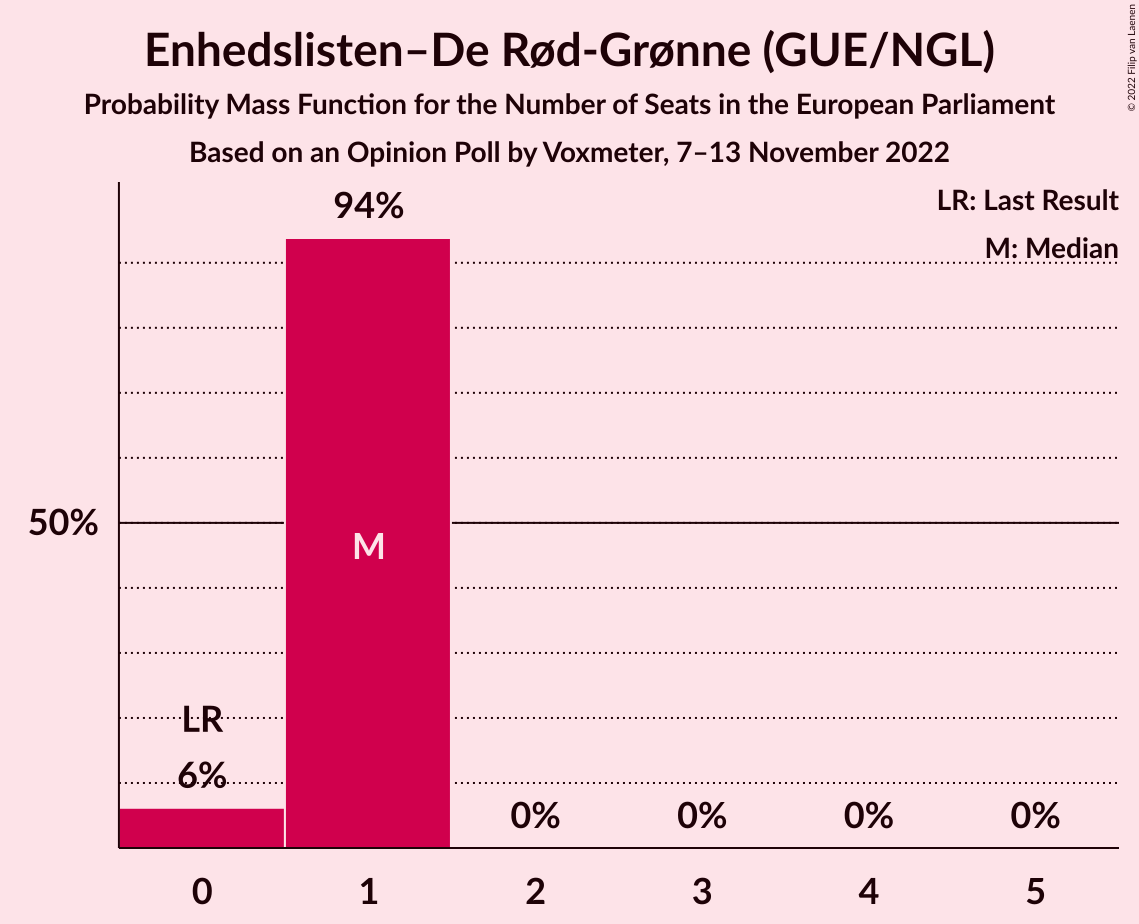 Enhedslisten–De Rød-Grønne (GUE/NGL)
Probability Mass Function for the Number of Seats in the European Parliament
Based on an Opinion Poll by Voxmeter, 7–13 November 2022
© 2022 Filip van Laenen
LR: Last Result
M: Median
94%
50%
M
LR
6%
0% 0% 0% 0%
0 1 2 3 4 5